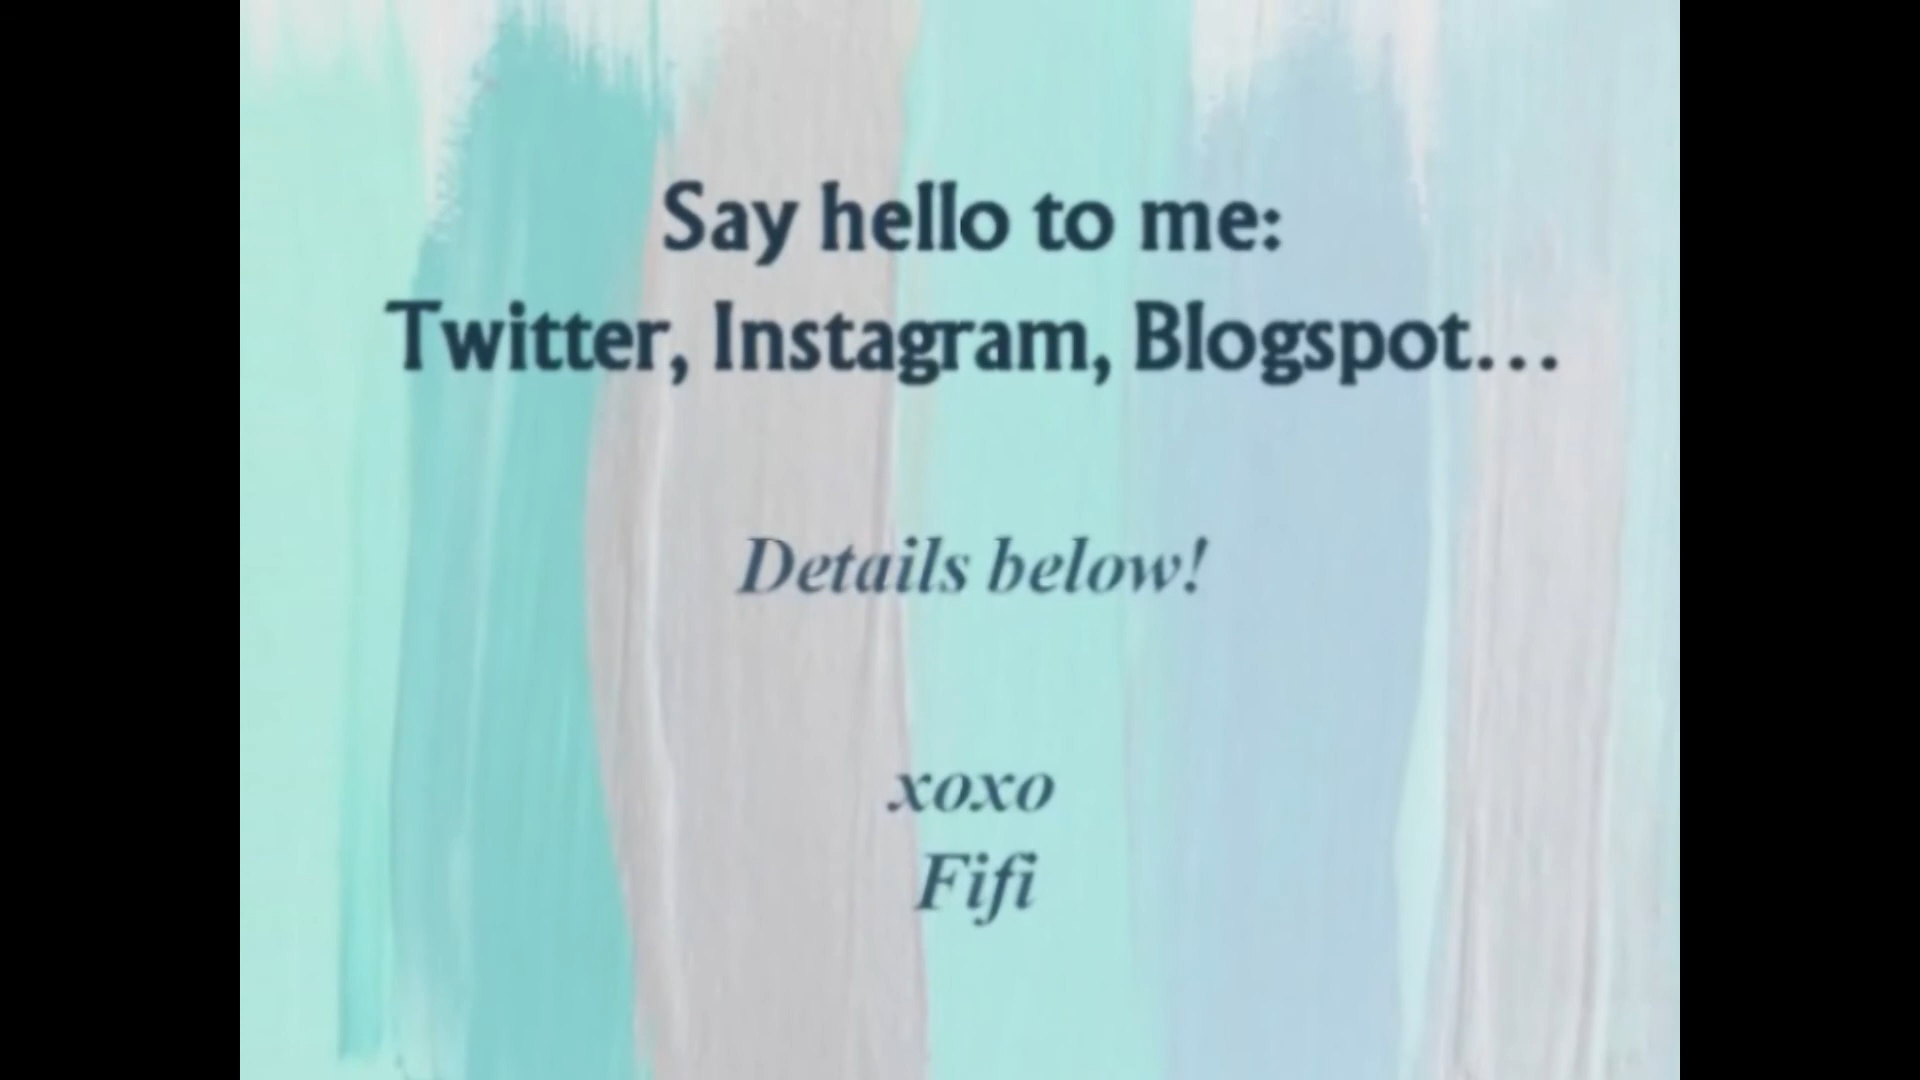 Say hello to me:
Twitter, Instagram, Blogspot...
Details below!
xoxo
Fifi